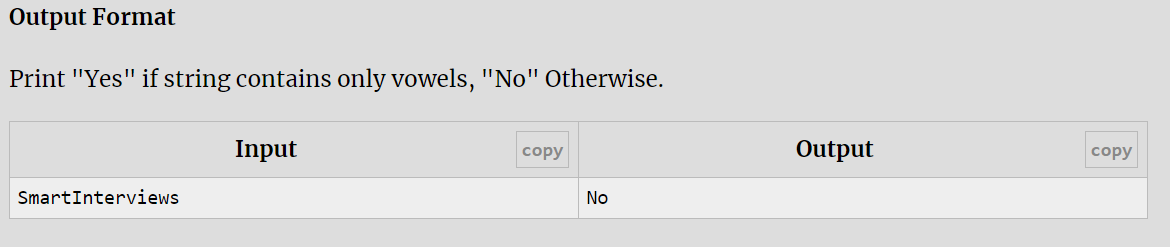 Output Format
Print "Yes" if string contains only vowels, "No" Otherwise.
Input copy Output copy
SmartInterviews No